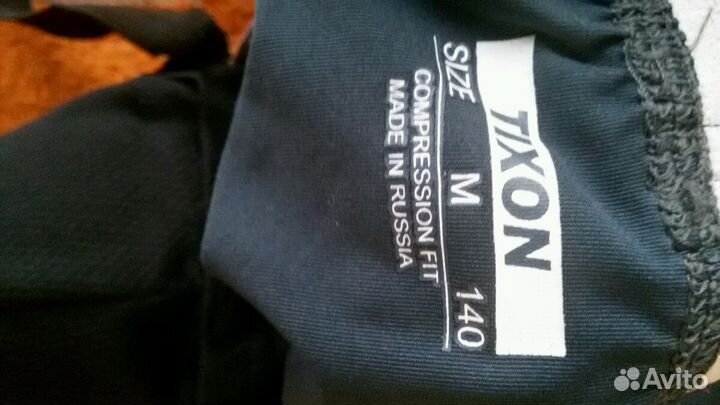 TIXON
SIZE M 140
COMPRESSION FIT
MADE IN RUSSIA
Avito